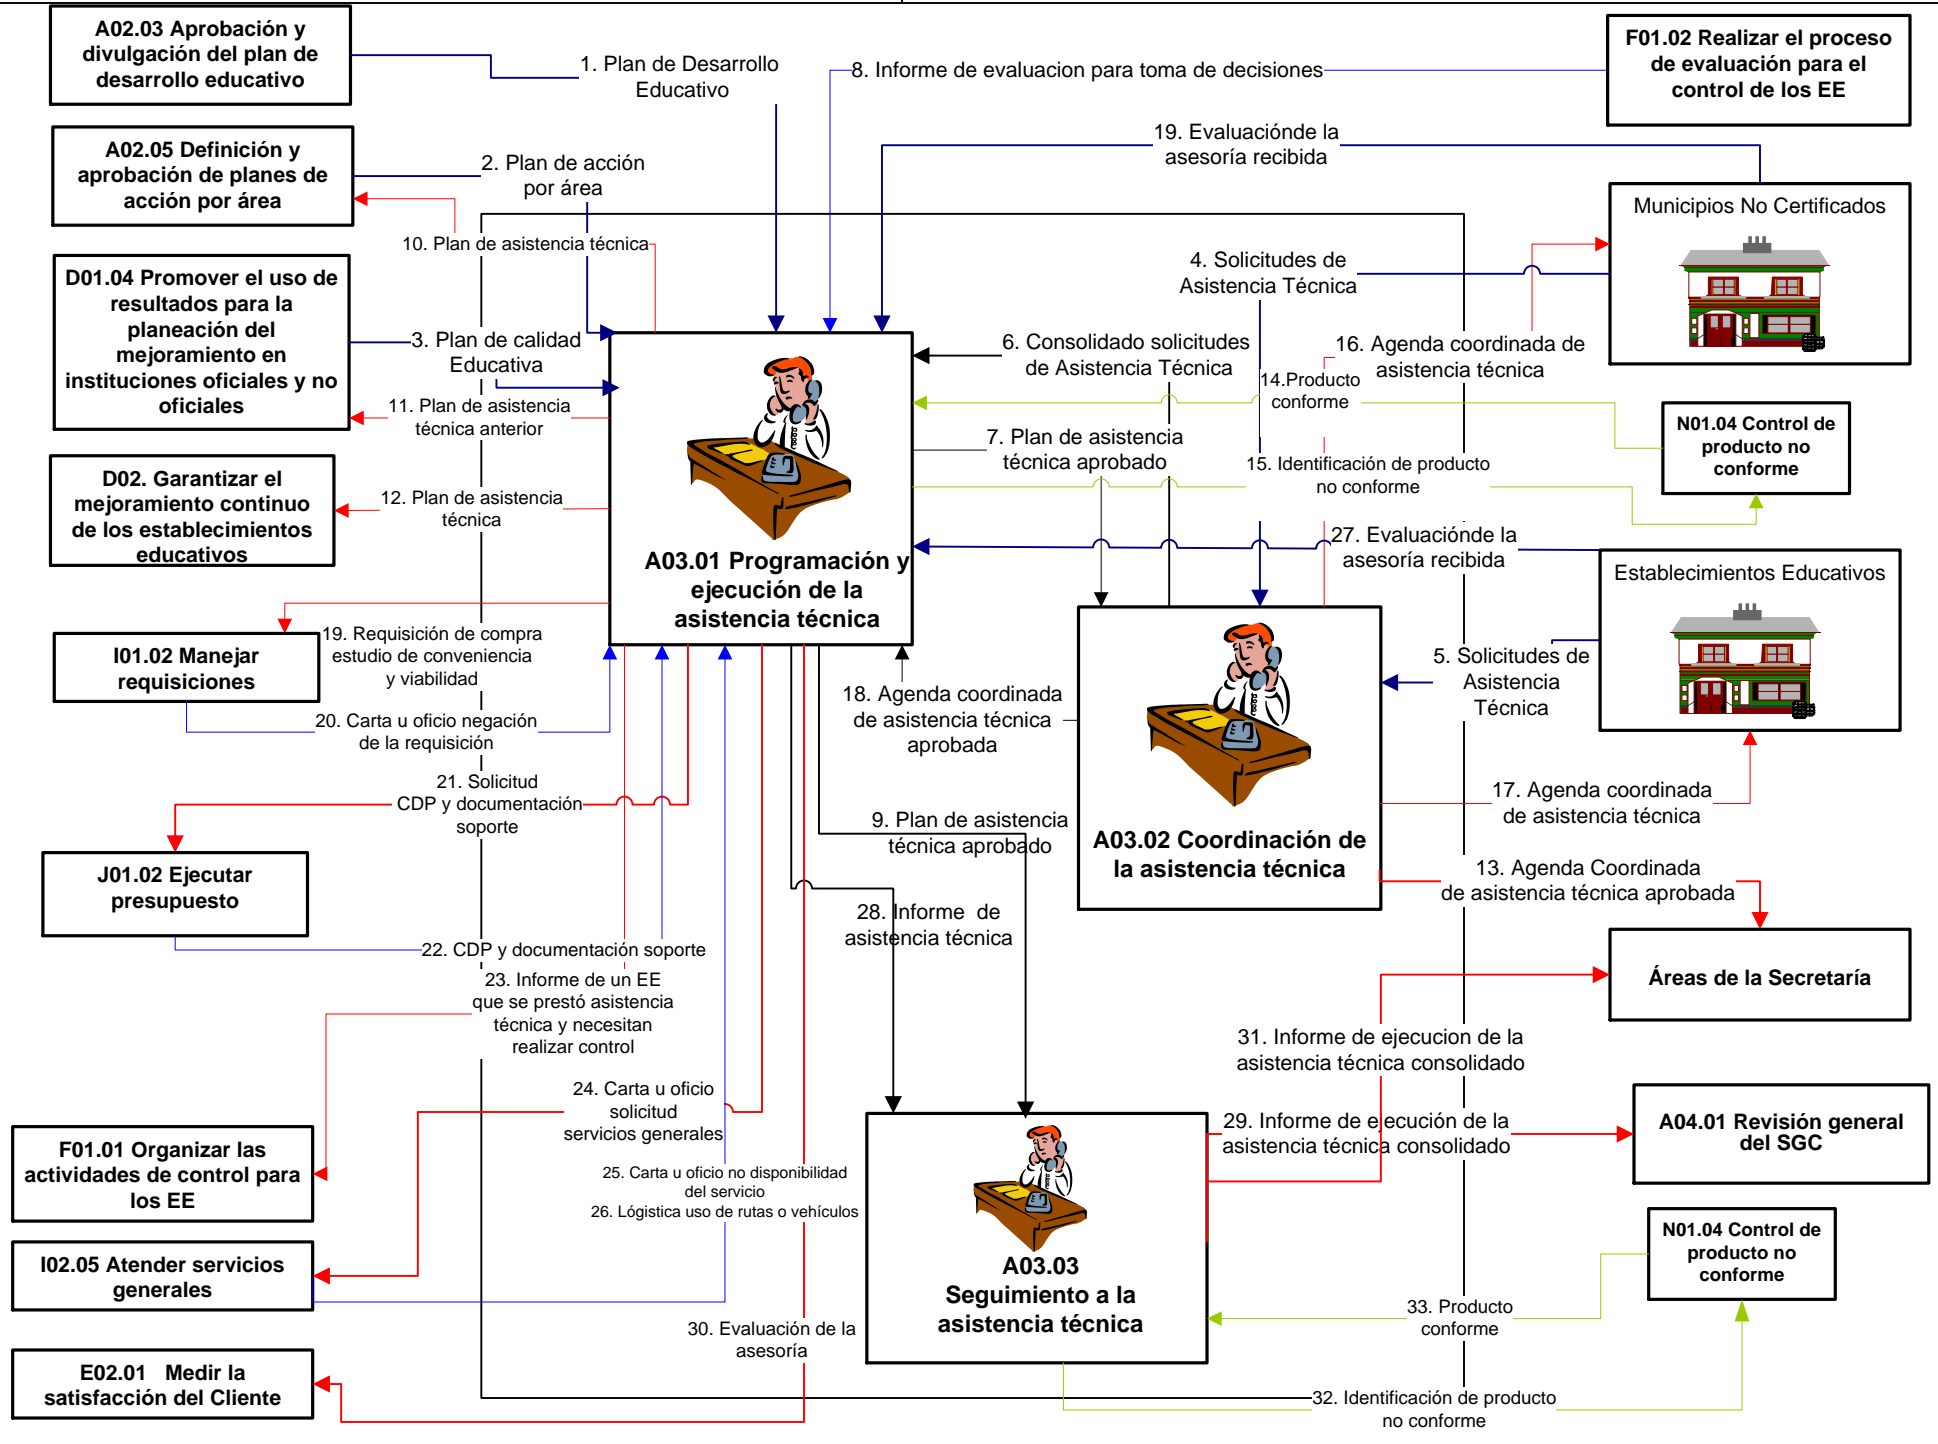 A02.03 Aprobación y
divulgación del plan de
desarrollo educativo
1. Plan de Desarrollo
Educativo
8. Informe de evaluacion para toma de decisiones
F01.02 Realizar el proceso
de evaluación para el
control de los EE
A02.05 Definición y
aprobación de planes de
acción por área
2. Plan de acción
por área
19. Evaluaciónde la
asesoría recibida
Municipios No Certificados
10. Plan de asistencia técnica
D01.04 Promover el uso de
resultados para la
planeación del
mejoramiento en
instituciones oficiales y no
oficiales
3. Plan de calidad
Educativa
4. Solicitudes de
Asistencia Técnica
6. Consolidado solicitudes
de Asistencia Técnica
16. Agenda coordinada de
asistencia técnica
14.Producto
conforme
11. Plan de asistencia
técnica anterior
7. Plan de asistencia
técnica aprobado
N01.04 Control de
producto no
conforme
15. Identificación de producto
no conforme
D02. Garantizar el
mejoramiento continuo
de los establecimientos
educativos
12. Plan de asistencia
técnica
A03.01 Programación y
ejecución de la
asistencia técnica
27. Evaluaciónde la
asesoría recibida
Establecimientos Educativos
I01.02 Manejar
requisiciones
19. Requisición de compra
estudio de conveniencia
y viabilidad
20. Carta u oficio negación
de la requisición
18. Agenda coordinada
de asistencia técnica
aprobada
5. Solicitudes de
Asistencia
Técnica
21. Solicitud
CDP y documentación
soporte
9. Plan de asistencia
técnica aprobado
A03.02 Coordinación de
la asistencia técnica
17. Agenda coordinada
de asistencia técnica
J01.02 Ejecutar
presupuesto
13. Agenda Coordinada
de asistencia técnica aprobada
28. Informe de
asistencia técnica
22. CDP y documentación soporte
Áreas de la Secretaría
23. Informe de un EE
que se prestó asistencia
técnica y necesitan
realizar control
31. Informe de ejecucion de la
asistencia técnica consolidado
24. Carta u oficio
solicitud
servicios generales
29. Informe de ejecución de la
asistencia técnica consolidado
A04.01 Revisión general
del SGC
F01.01 Organizar las
actividades de control para
los EE
25. Carta u oficio no disponibilidad
del servicio
26. Lógistica uso de rutas o vehículos
I02.05 Atender servicios
generales
A03.03
Seguimiento a la
asistencia técnica
N01.04 Control de
producto no
conforme
33. Producto
conforme
30. Evaluación de la
asesoría
E02.01 Medir la
satisfacción del Cliente
32. Identificación de producto
no conforme